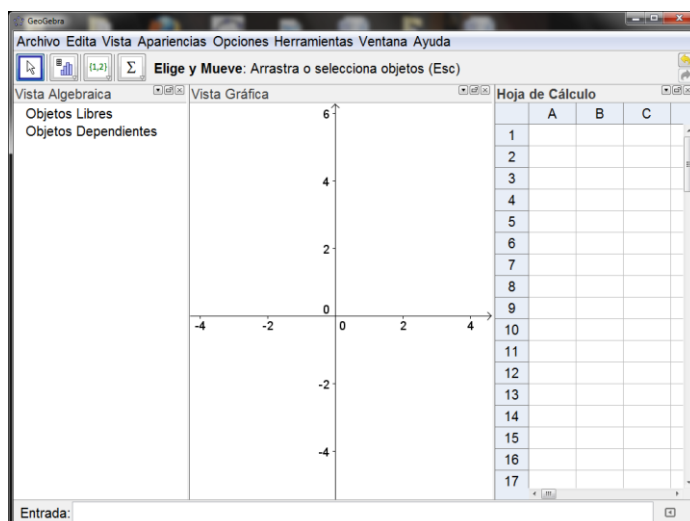 GeoGebra
Archivo Edita Vista Apariencias Opciones Herramientas Ventana Ayuda
{1,2} Σ Elige y Mueve: Arrastra o selecciona objetos (Esc)
Vista Algebraica
Objetos Libres
Objetos Dependientes
Vista Gráfica
6
4
2
0
-4 -2 0 2 4
-2
-4
Hoja de Cálculo
A B C
1
2
3
4
5
6
7
8
9
10
11
12
13
14
15
16
17
Entrada: